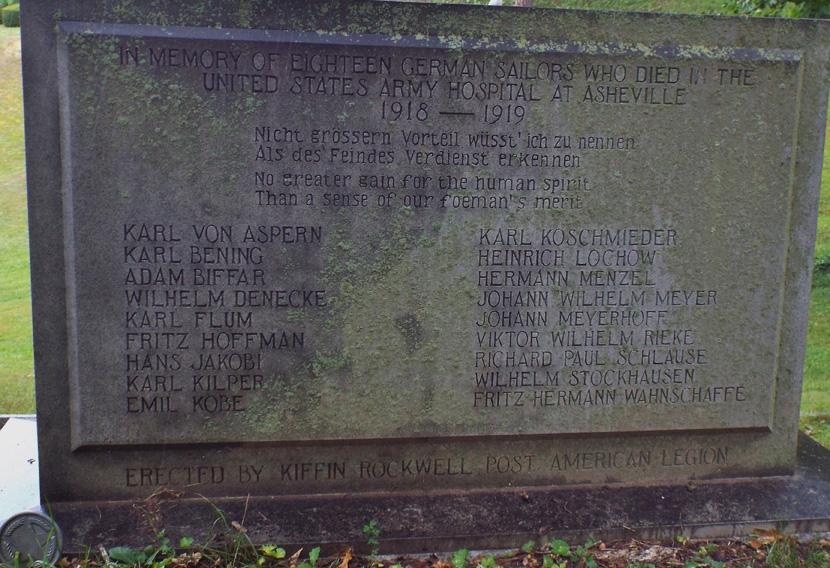 IN MEMORY OF EIGHTEEN GERMAN SAILORS WHO DIED IN THE
UNITED STATES ARMY HOSPITAL AT ASHEVILLE
1918 — 1919
Nicht grössern Vorteil wüsst' ich zu nennen
Als des Feindes Verdienst erkennen
No greater gain for the human spirit
Than a sense of our foeman's merit
KARL VON ASPERN
KARL BENING
ADAM BIFFAR
WILHELM DENECKE
KARL FLUM
FRITZ HOFFMAN
HANS JAKOBI
KARL KILPER
EMIL KOBE
KARL KOSCHMIEDER
HEINRICH LOCHOW
HERMANN MENZEL
JOHANN WILHELM MEYER
JOHANN MEYERHOFF
VIKTOR WILHELM RIEKE
RICHARD PAUL SCHLAUSE
WILHELM STOCKHAUSEN
FRITZ HERMANN WAHNSCHAFFE
ERECTED BY KIFFIN ROCKWELL POST AMERICAN LEGION